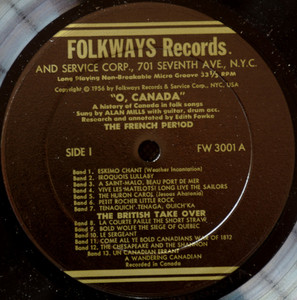 FOLKWAYS Records.
AND SERVICE CORP., 701 SEVENTH AVE., N.Y.C.
Long Playing Non-Breakable Micro Groove 33⅓ RPM
Copyright © 1956 by Folkways Records & Service Corp., NYC, USA
"O, CANADA"
A history of Canada in folk songs
Sung by ALAN MILLS with guitar, drum acc.
Research and annotated by Edith Fowke
THE FRENCH PERIOD
SIDE I FW 3001 A
Band 1. ESKIMO CHANT (Weather Incantation)
Band 2. IROQUOIS LULLABY
Band 3. A SAINT-MALO, BEAU PORT DE MER
Band 4. VIVE LES MATELOTS! LONG LIVE THE SAILORS
Band 5. THE HURON CAROL (Jesous Ahatonia)
Band 6. PETIT ROCHER LITTLE ROCK
Band 7. TENAOUICH' TENAGA, OUICH'KA
THE BRITISH TAKE OVER
Band 8. LA COURTE PAILLE THE SHORT STRAW
Band 9. BOLD WOLFE THE SIEGE OF QUEBEC
Band 10. LE SERGEANT
Band 11. COME ALL YE BOLD CANADIANS WAR OF 1812
Band 12. THE CHESAPEAKE AND THE SHANNON
Band 13. UN CANADIEN ERRANT
A WANDERING CANADIAN
Recorded in Canada